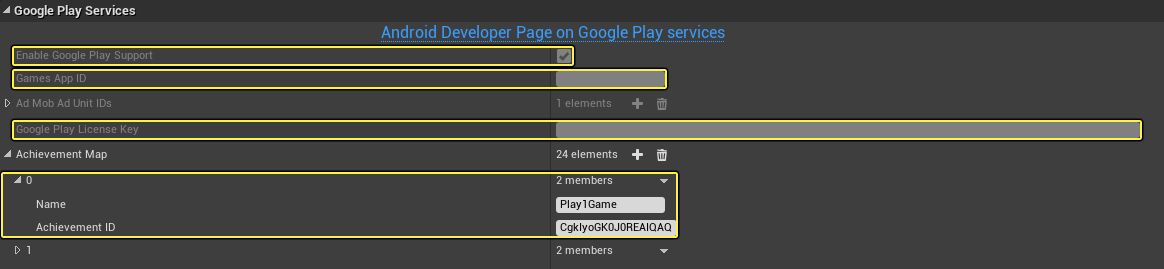 Google Play Services
Android Developer Page on Google Play services
Enable Google Play Support
Games App ID
Ad Mob Ad Unit IDs 1 elements
Google Play License Key
Achievement Map 24 elements
0 2 members
Name Play1Game
Achievement ID CgkIyoGK0J0REAIQAQ
1 2 members